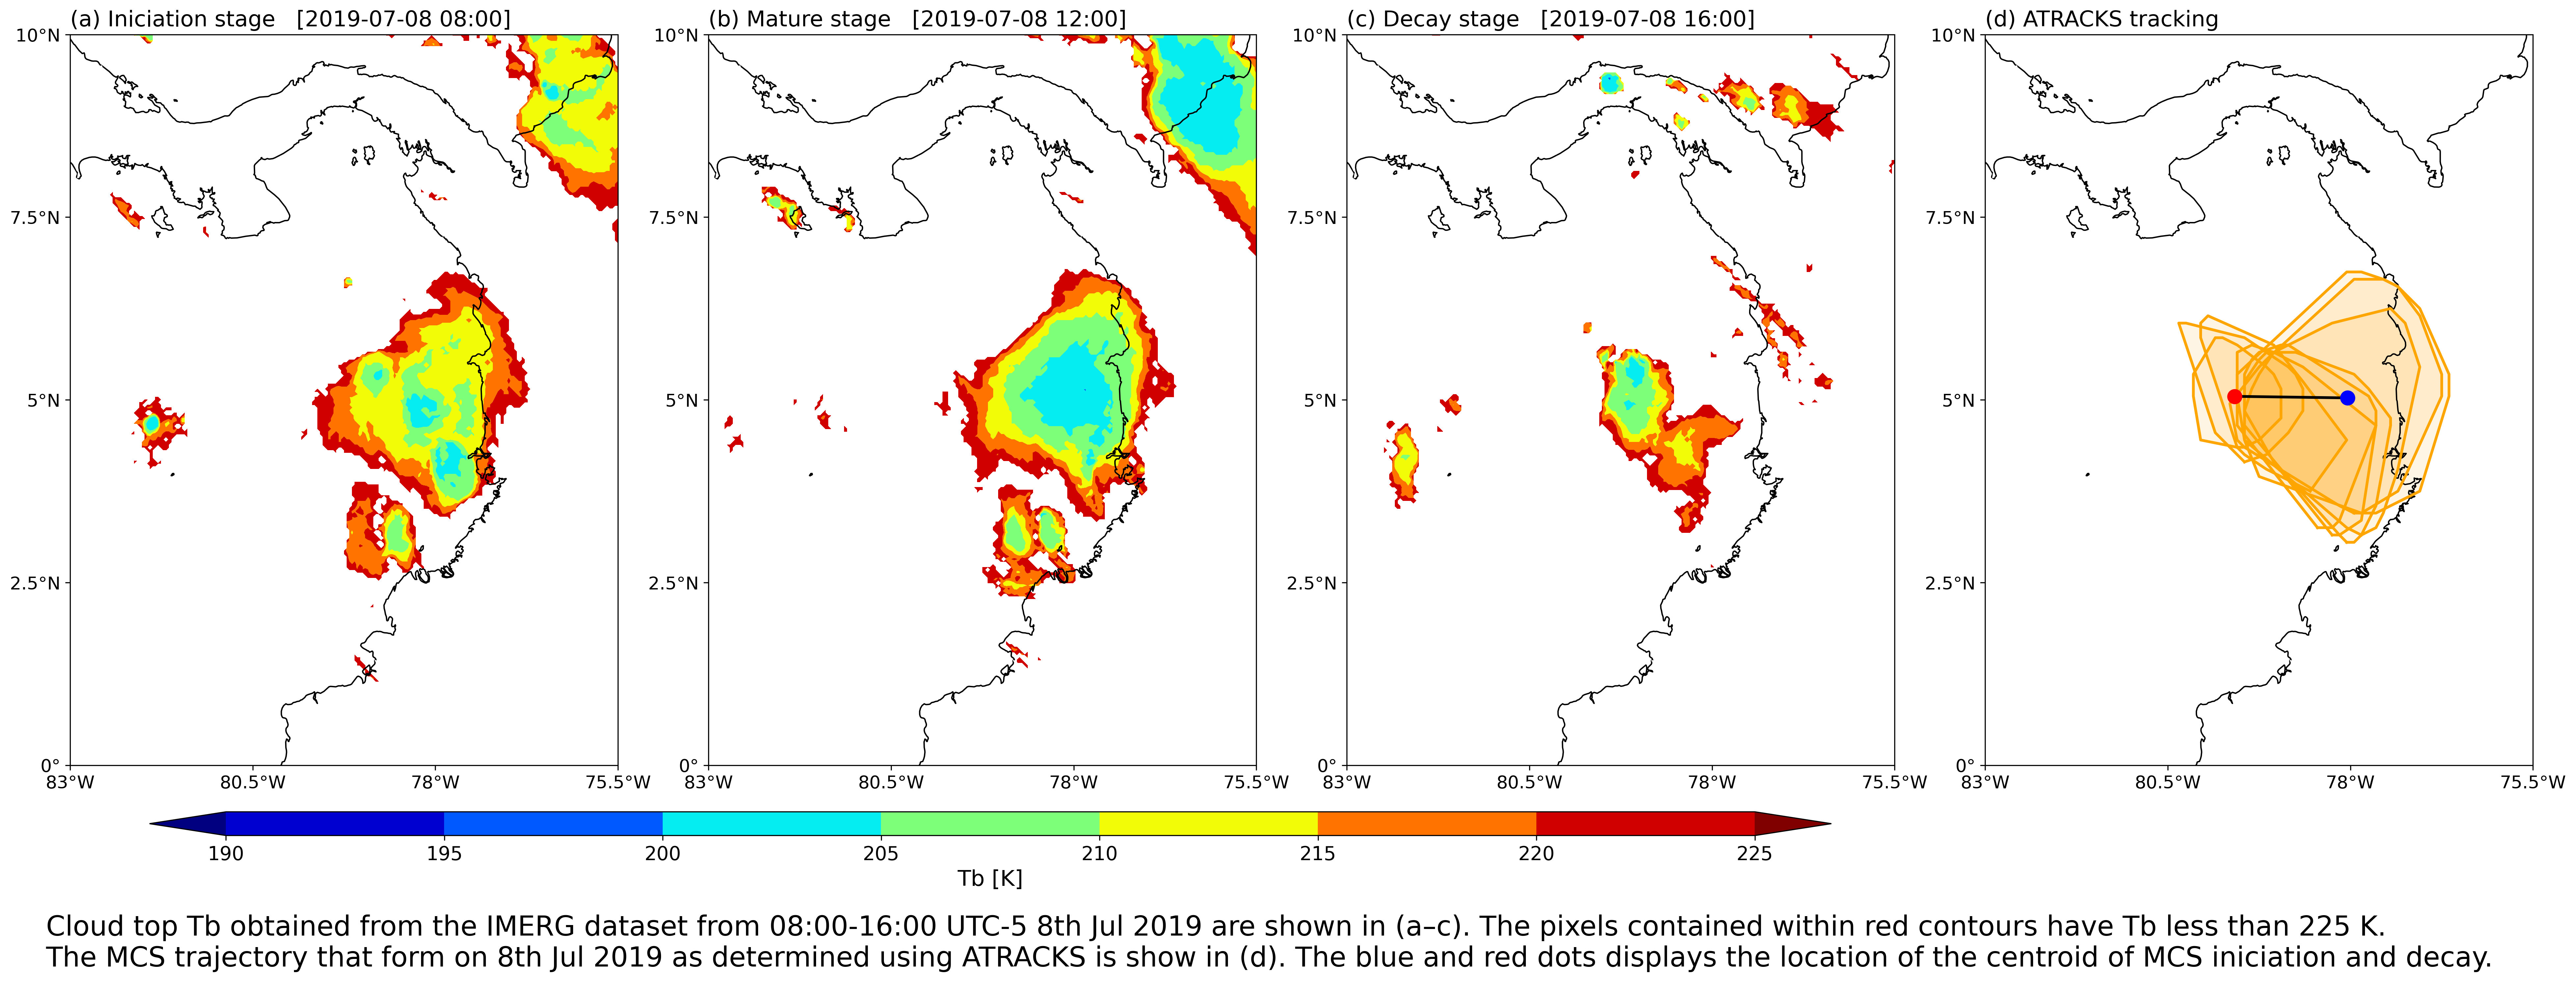 (a) Iniciation stage [2019-07-08 08:00]
(b) Mature stage [2019-07-08 12:00]
(c) Decay stage [2019-07-08 16:00]
(d) ATRACKS tracking
10°N
7.5°N
5°N
2.5°N
0°
83°W 80.5°W 78°W 75.5°W
10°N
7.5°N
5°N
2.5°N
0°
83°W 80.5°W 78°W 75.5°W
10°N
7.5°N
5°N
2.5°N
0°
83°W 80.5°W 78°W 75.5°W
10°N
7.5°N
5°N
2.5°N
0°
83°W 80.5°W 78°W 75.5°W
190 195 200 205 210 215 220 225
Tb [K]
Cloud top Tb obtained from the IMERG dataset from 08:00-16:00 UTC-5 8th Jul 2019 are shown in (a–c). The pixels contained within red contours have Tb less than 225 K.
The MCS trajectory that form on 8th Jul 2019 as determined using ATRACKS is show in (d). The blue and red dots displays the location of the centroid of MCS iniciation and decay.